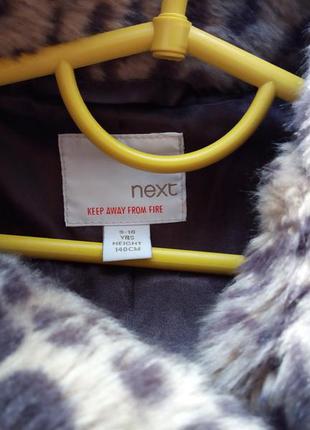 next
KEEP AWAY FROM FIRE
9-10
YRS
HEIGHT
140CM